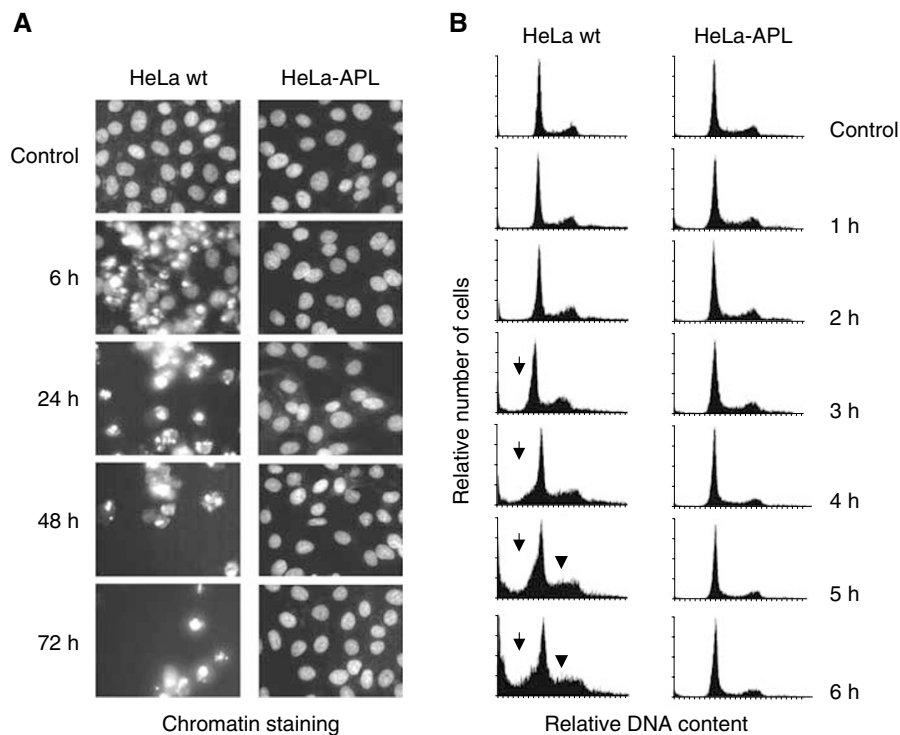 A
HeLa wt
HeLa-APL
Control
6 h
24 h
48 h
72 h
Chromatin staining
B
HeLa wt
HeLa-APL
Relative number of cells
Control
1 h
2 h
3 h
4 h
5 h
6 h
Relative DNA content